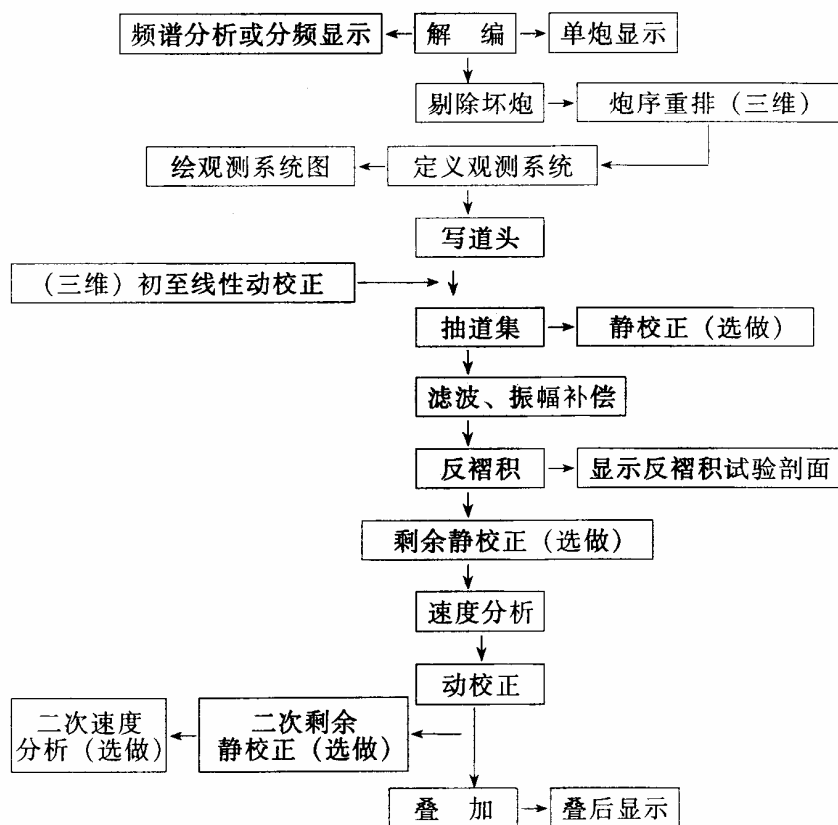 频谱分析或分频显示
解 编
单炮显示
剔除坏炮
炮序重排（三维）
绘观测系统图
定义观测系统
写道头
（三维）初至线性动校正
抽道集
静校正（选做）
滤波、振幅补偿
反褶积
显示反褶积试验剖面
剩余静校正（选做）
速度分析
动校正
二次速度
分析（选做）
二次剩余
静校正（选做）
叠 加
叠后显示